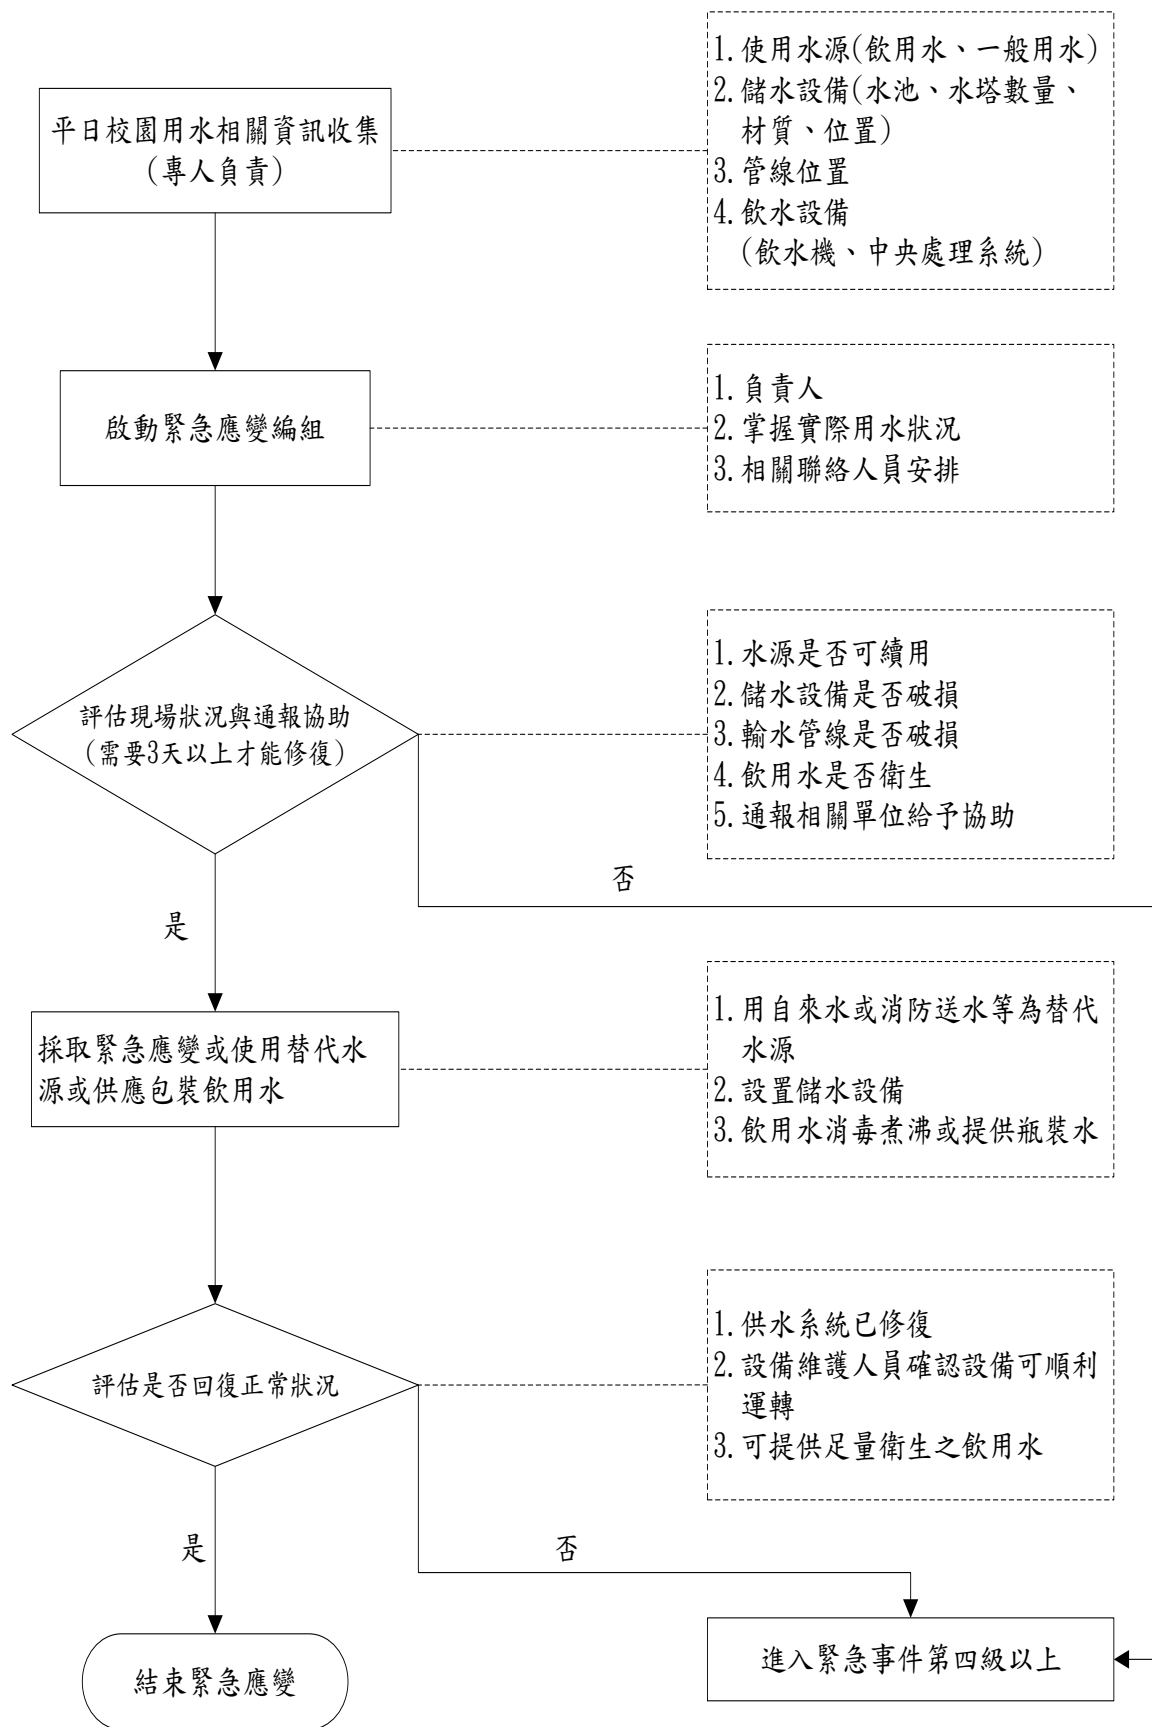 平日校園用水相關資訊收集
(專人負責)
1.使用水源(飲用水、一般用水)
2.儲水設備(水池、水塔數量、
材質、位置)
3.管線位置
4.飲水設備
(飲水機、中央處理系統)
啟動緊急應變編組
1.負責人
2.掌握實際用水狀況
3.相關聯絡人員安排
評估現場狀況與通報協助
(需要3天以上才能修復)
1.水源是否可續用
2.儲水設備是否破損
3.輸水管線是否破損
4.飲用水是否衛生
5.通報相關單位給予協助
否
是
採取緊急應變或使用替代水
源或供應包裝飲用水
1.用自來水或消防送水等為替代
水源
2.設置儲水設備
3.飲用水消毒煮沸或提供瓶裝水
評估是否回復正常狀況
1.供水系統已修復
2.設備維護人員確認設備可順利
運轉
3.可提供足量衛生之飲用水
是
否
結束緊急應變
進入緊急事件第四級以上